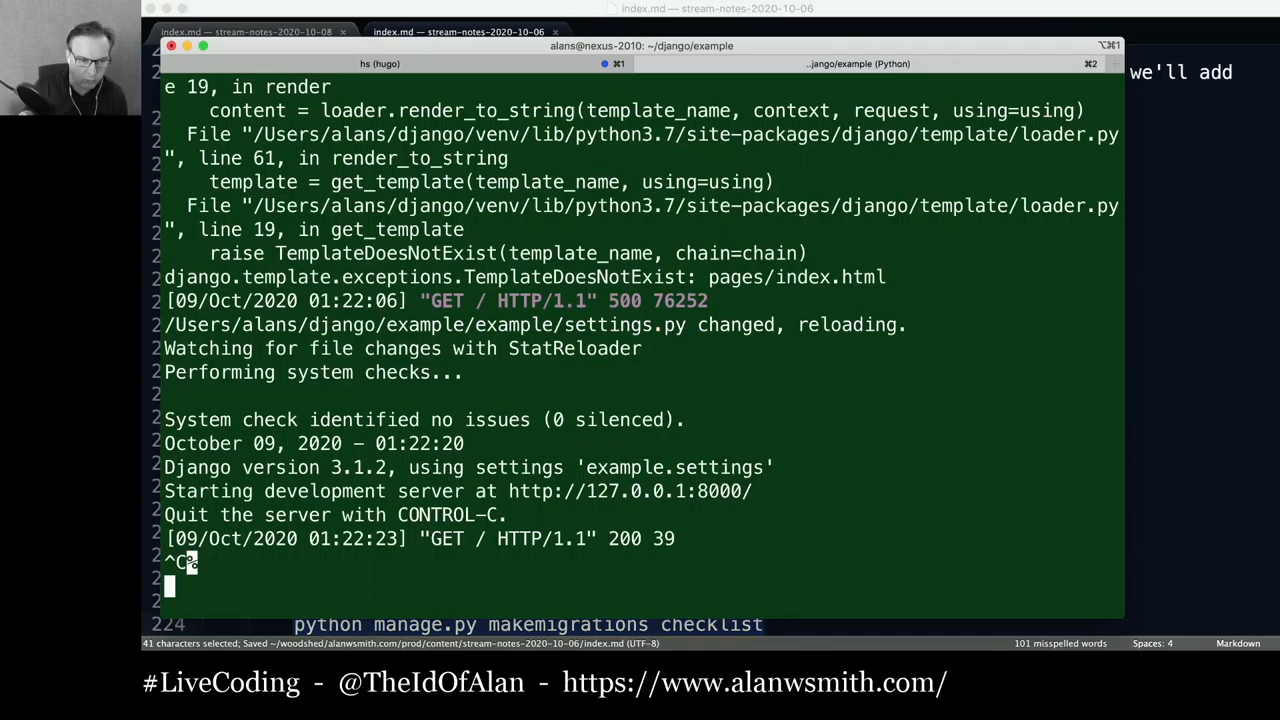 index.md — stream-notes-2020-10-06
index.md — stream-notes-2020-10-08 × index.md — stream-notes-2020-10-06 ×
alans@nexus-2010: ~/django/example ⌥⌘1
hs (hugo) ⌘1 ..jango/example (Python) ⌘2 +
we'll add
e 19, in render
content = loader.render_to_string(template_name, context, request, using=using)
File "/Users/alans/django/venv/lib/python3.7/site-packages/django/template/loader.py
", line 61, in render_to_string
template = get_template(template_name, using=using)
File "/Users/alans/django/venv/lib/python3.7/site-packages/django/template/loader.py
", line 19, in get_template
raise TemplateDoesNotExist(template_name, chain=chain)
django.template.exceptions.TemplateDoesNotExist: pages/index.html
[09/Oct/2020 01:22:06] "GET / HTTP/1.1" 500 76252
/Users/alans/django/example/example/settings.py changed, reloading.
Watching for file changes with StatReloader
Performing system checks...
System check identified no issues (0 silenced).
October 09, 2020 - 01:22:20
Django version 3.1.2, using settings 'example.settings'
Starting development server at http://127.0.0.1:8000/
Quit the server with CONTROL-C.
[09/Oct/2020 01:22:23] "GET / HTTP/1.1" 200 39
^C%
224 python manage.py makemigrations checklist
41 characters selected; Saved ~/woodshed/alanwsmith.com/prod/content/stream-notes-2020-10-06/index.md (UTF-8) 101 misspelled words Spaces: 4 Markdown
#LiveCoding - @TheIdOfAlan - https://www.alanwsmith.com/